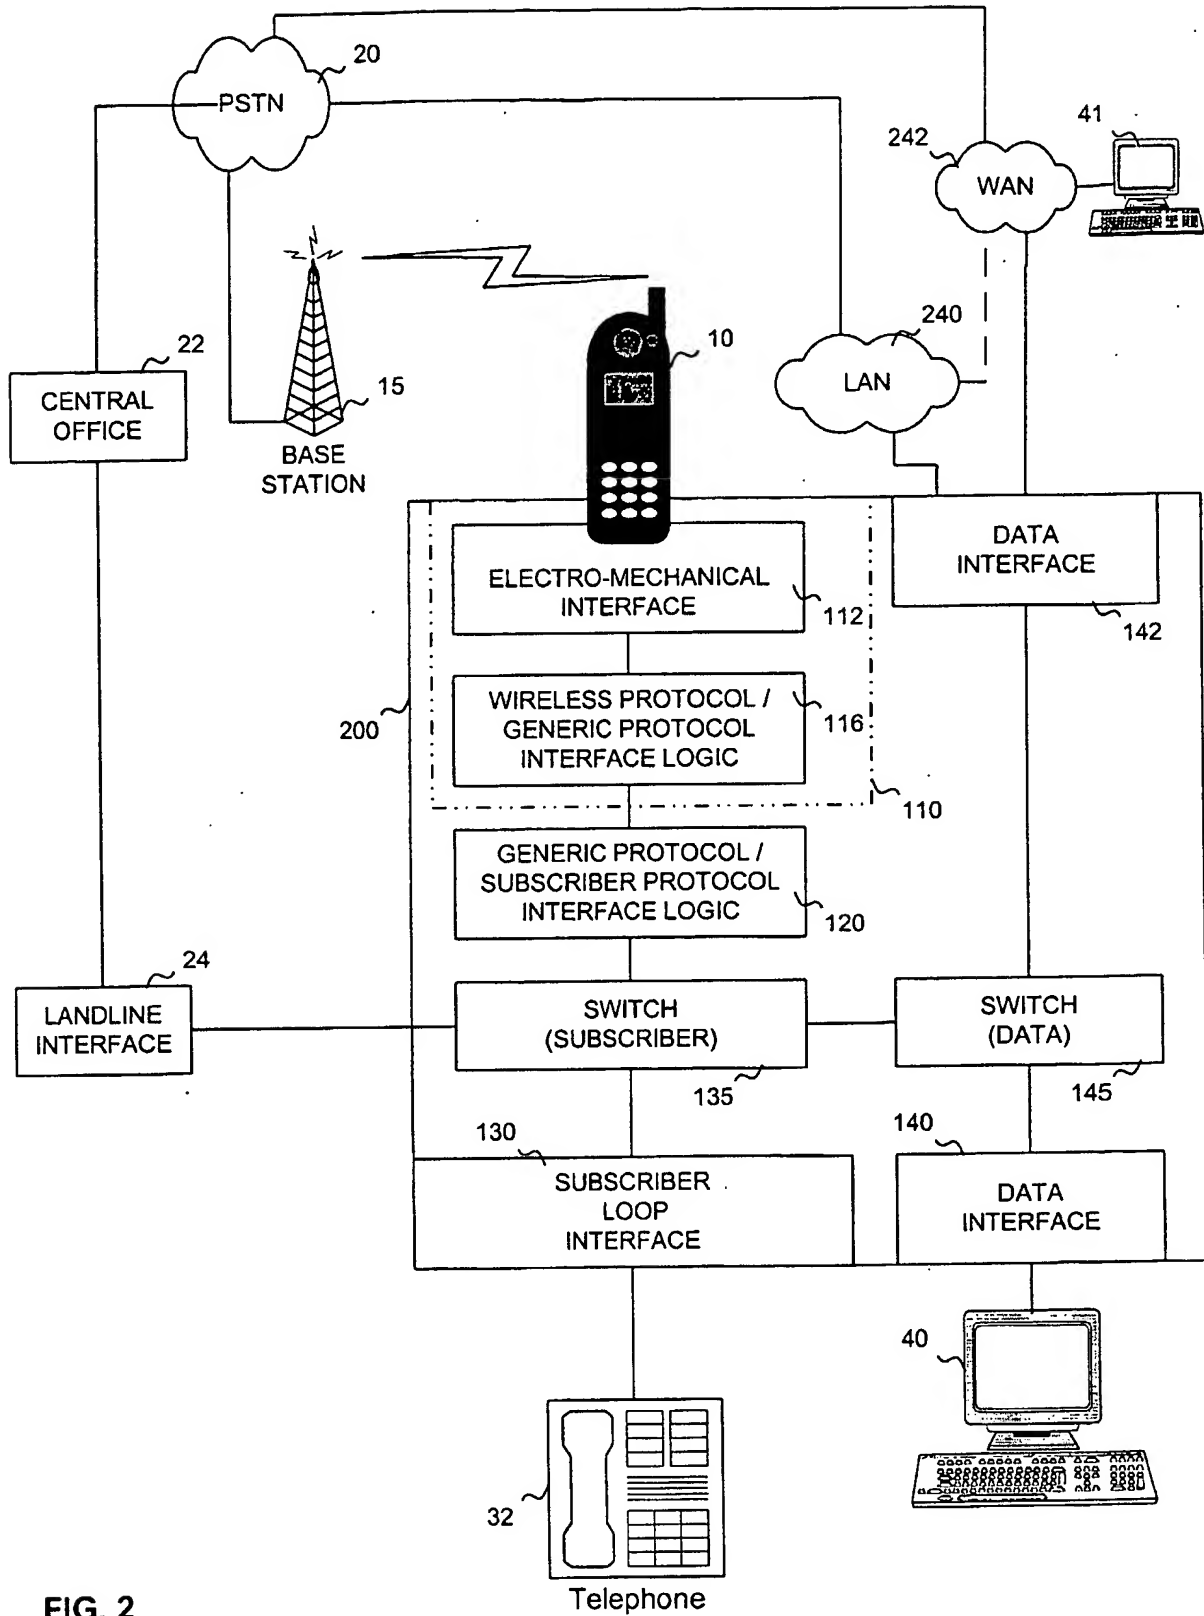 20
PSTN
41
242
WAN
240
22
10
LAN
15
CENTRAL
OFFICE
BASE
STATION
DATA
INTERFACE
ELECTRO-MECHANICAL
INTERFACE
112
142
WIRELESS PROTOCOL /
GENERIC PROTOCOL
INTERFACE LOGIC
116
200
110
GENERIC PROTOCOL /
SUBSCRIBER PROTOCOL
INTERFACE LOGIC
120
24
LANDLINE
INTERFACE
SWITCH
(SUBSCRIBER)
SWITCH
(DATA)
135
145
130
140
SUBSCRIBER
LOOP
INTERFACE
DATA
INTERFACE
40
32
Telephone
FIG. 2